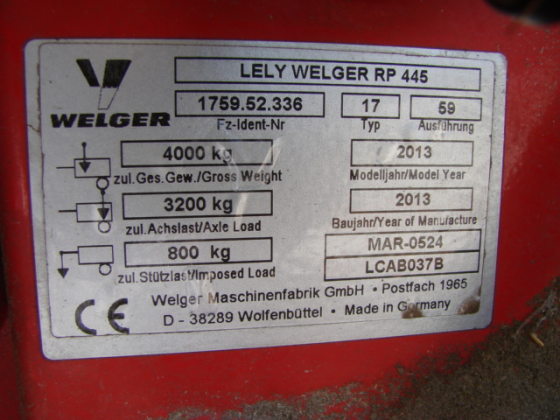 LELY WELGER RP 445
WELGER
1759.52.336 17 59
Fz-Ident-Nr Typ Ausführung
4000 kg 2013
zul.Ges.Gew./Gross Weight Modelljahr/Model Year
3200 kg 2013
zul.Achslast/Axle Load Baujahr/Year of Manufacture
800 kg MAR-0524
zul.Stützlast/Imposed Load LCAB037B
Welger Maschinenfabrik GmbH • Postfach 1965
CE D - 38289 Wolfenbüttel • Made in Germany